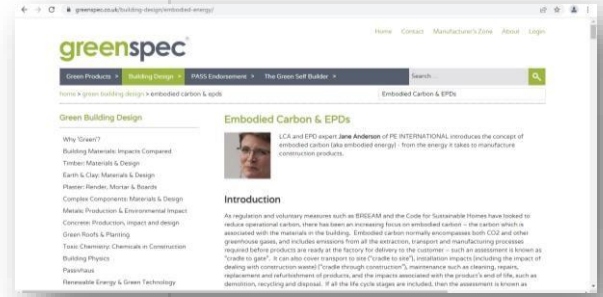 greenspec.co.uk/building-design/embodied-energy/
Home Contact Manufacturer's Zone About Login
greenspec®
Green Products Building Design PASS Endorsement The Green Self Builder Search...
home > green building design > embodied carbon & epds
Embodied Carbon & EPDs
Green Building Design
Why 'Green'?
Building Materials: Impacts Compared
Timber: Materials & Design
Earth & Clay: Materials & Design
Plaster: Render, Mortar & Boards
Complex Components: Materials & Design
Metals: Production & Environmental Impact
Concrete: Production, impact and design
Green Roofs & Planting
Toxic Chemistry: Chemicals in Construction
Building Physics
Passivhaus
Renewable Energy & Green Technology
Embodied Carbon & EPDs
LCA and EPD expert Jane Anderson of PE INTERNATIONAL introduces the concept of
embodied carbon (aka embodied energy) - from the energy it takes to manufacture
construction products.
Introduction
As regulation and voluntary measures such as BREEAM and the Code for Sustainable Homes have looked to
reduce operational carbon, there has been an increasing focus on embodied carbon – the carbon which is
associated with the materials in the building. Embodied carbon normally encompasses both CO2 and other
greenhouse gases, and includes emissions from all the extraction, transport and manufacturing processes
required before products are ready at the factory for delivery to the customer – such an assessment is known as
"cradle to gate". It can also cover transport to site ("cradle to site"), installation impacts (including the impact of
dealing with construction waste) ("cradle through construction"), maintenance such as cleaning, repairs,
replacement and refurbishment of products, and the impacts associated with the product's end of life, such as
demolition, recycling and disposal. If all the life cycle stages are included, then the assessment is known as